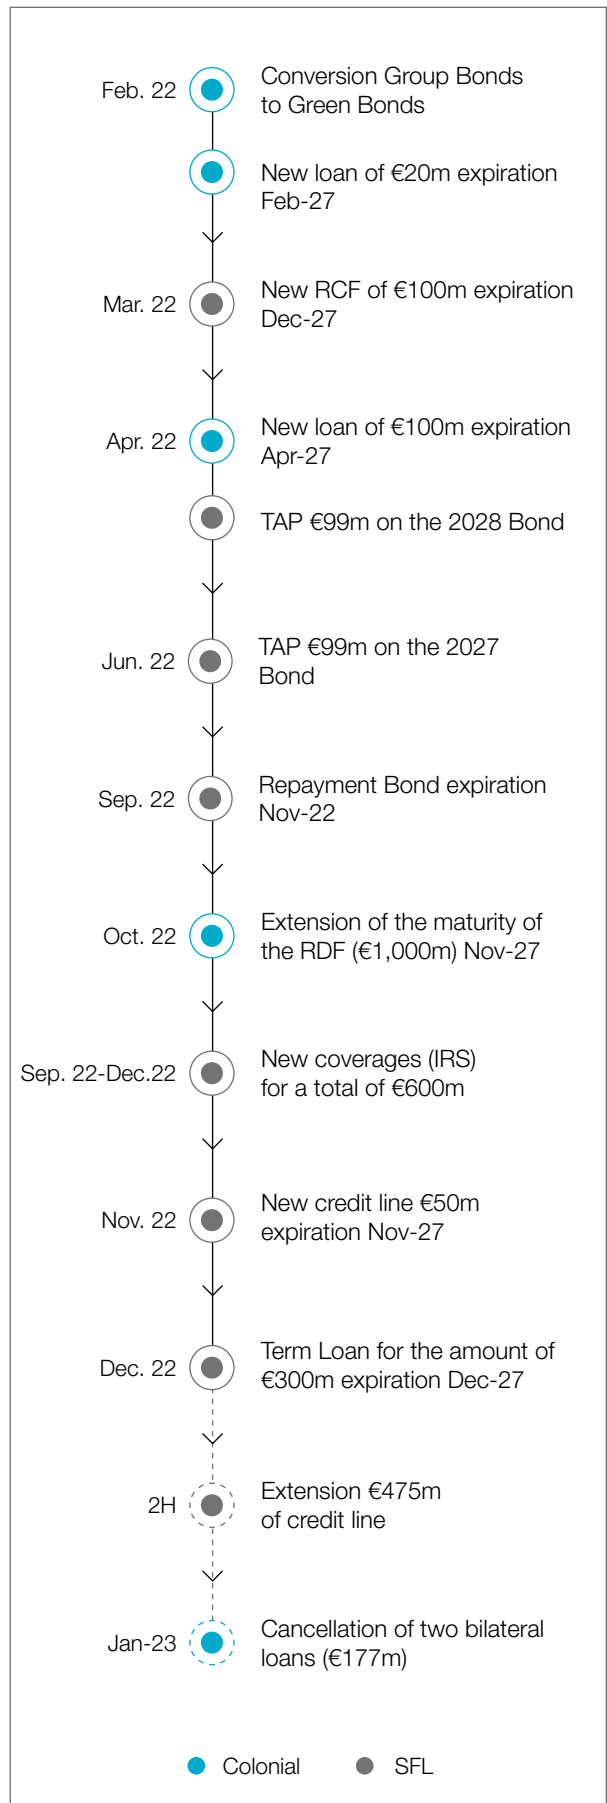 Feb. 22
Conversion Group Bonds
to Green Bonds
New loan of €20m expiration
Feb-27
Mar. 22
New RCF of €100m expiration
Dec-27
Apr. 22
New loan of €100m expiration
Apr-27
TAP €99m on the 2028 Bond
Jun. 22
TAP €99m on the 2027
Bond
Sep. 22
Repayment Bond expiration
Nov-22
Oct. 22
Extension of the maturity of
the RDF (€1,000m) Nov-27
Sep. 22-Dec.22
New coverages (IRS)
for a total of €600m
Nov. 22
New credit line €50m
expiration Nov-27
Dec. 22
Term Loan for the amount of
€300m expiration Dec-27
2H
Extension €475m
of credit line
Jan-23
Cancellation of two bilateral
loans (€177m)
Colonial
SFL